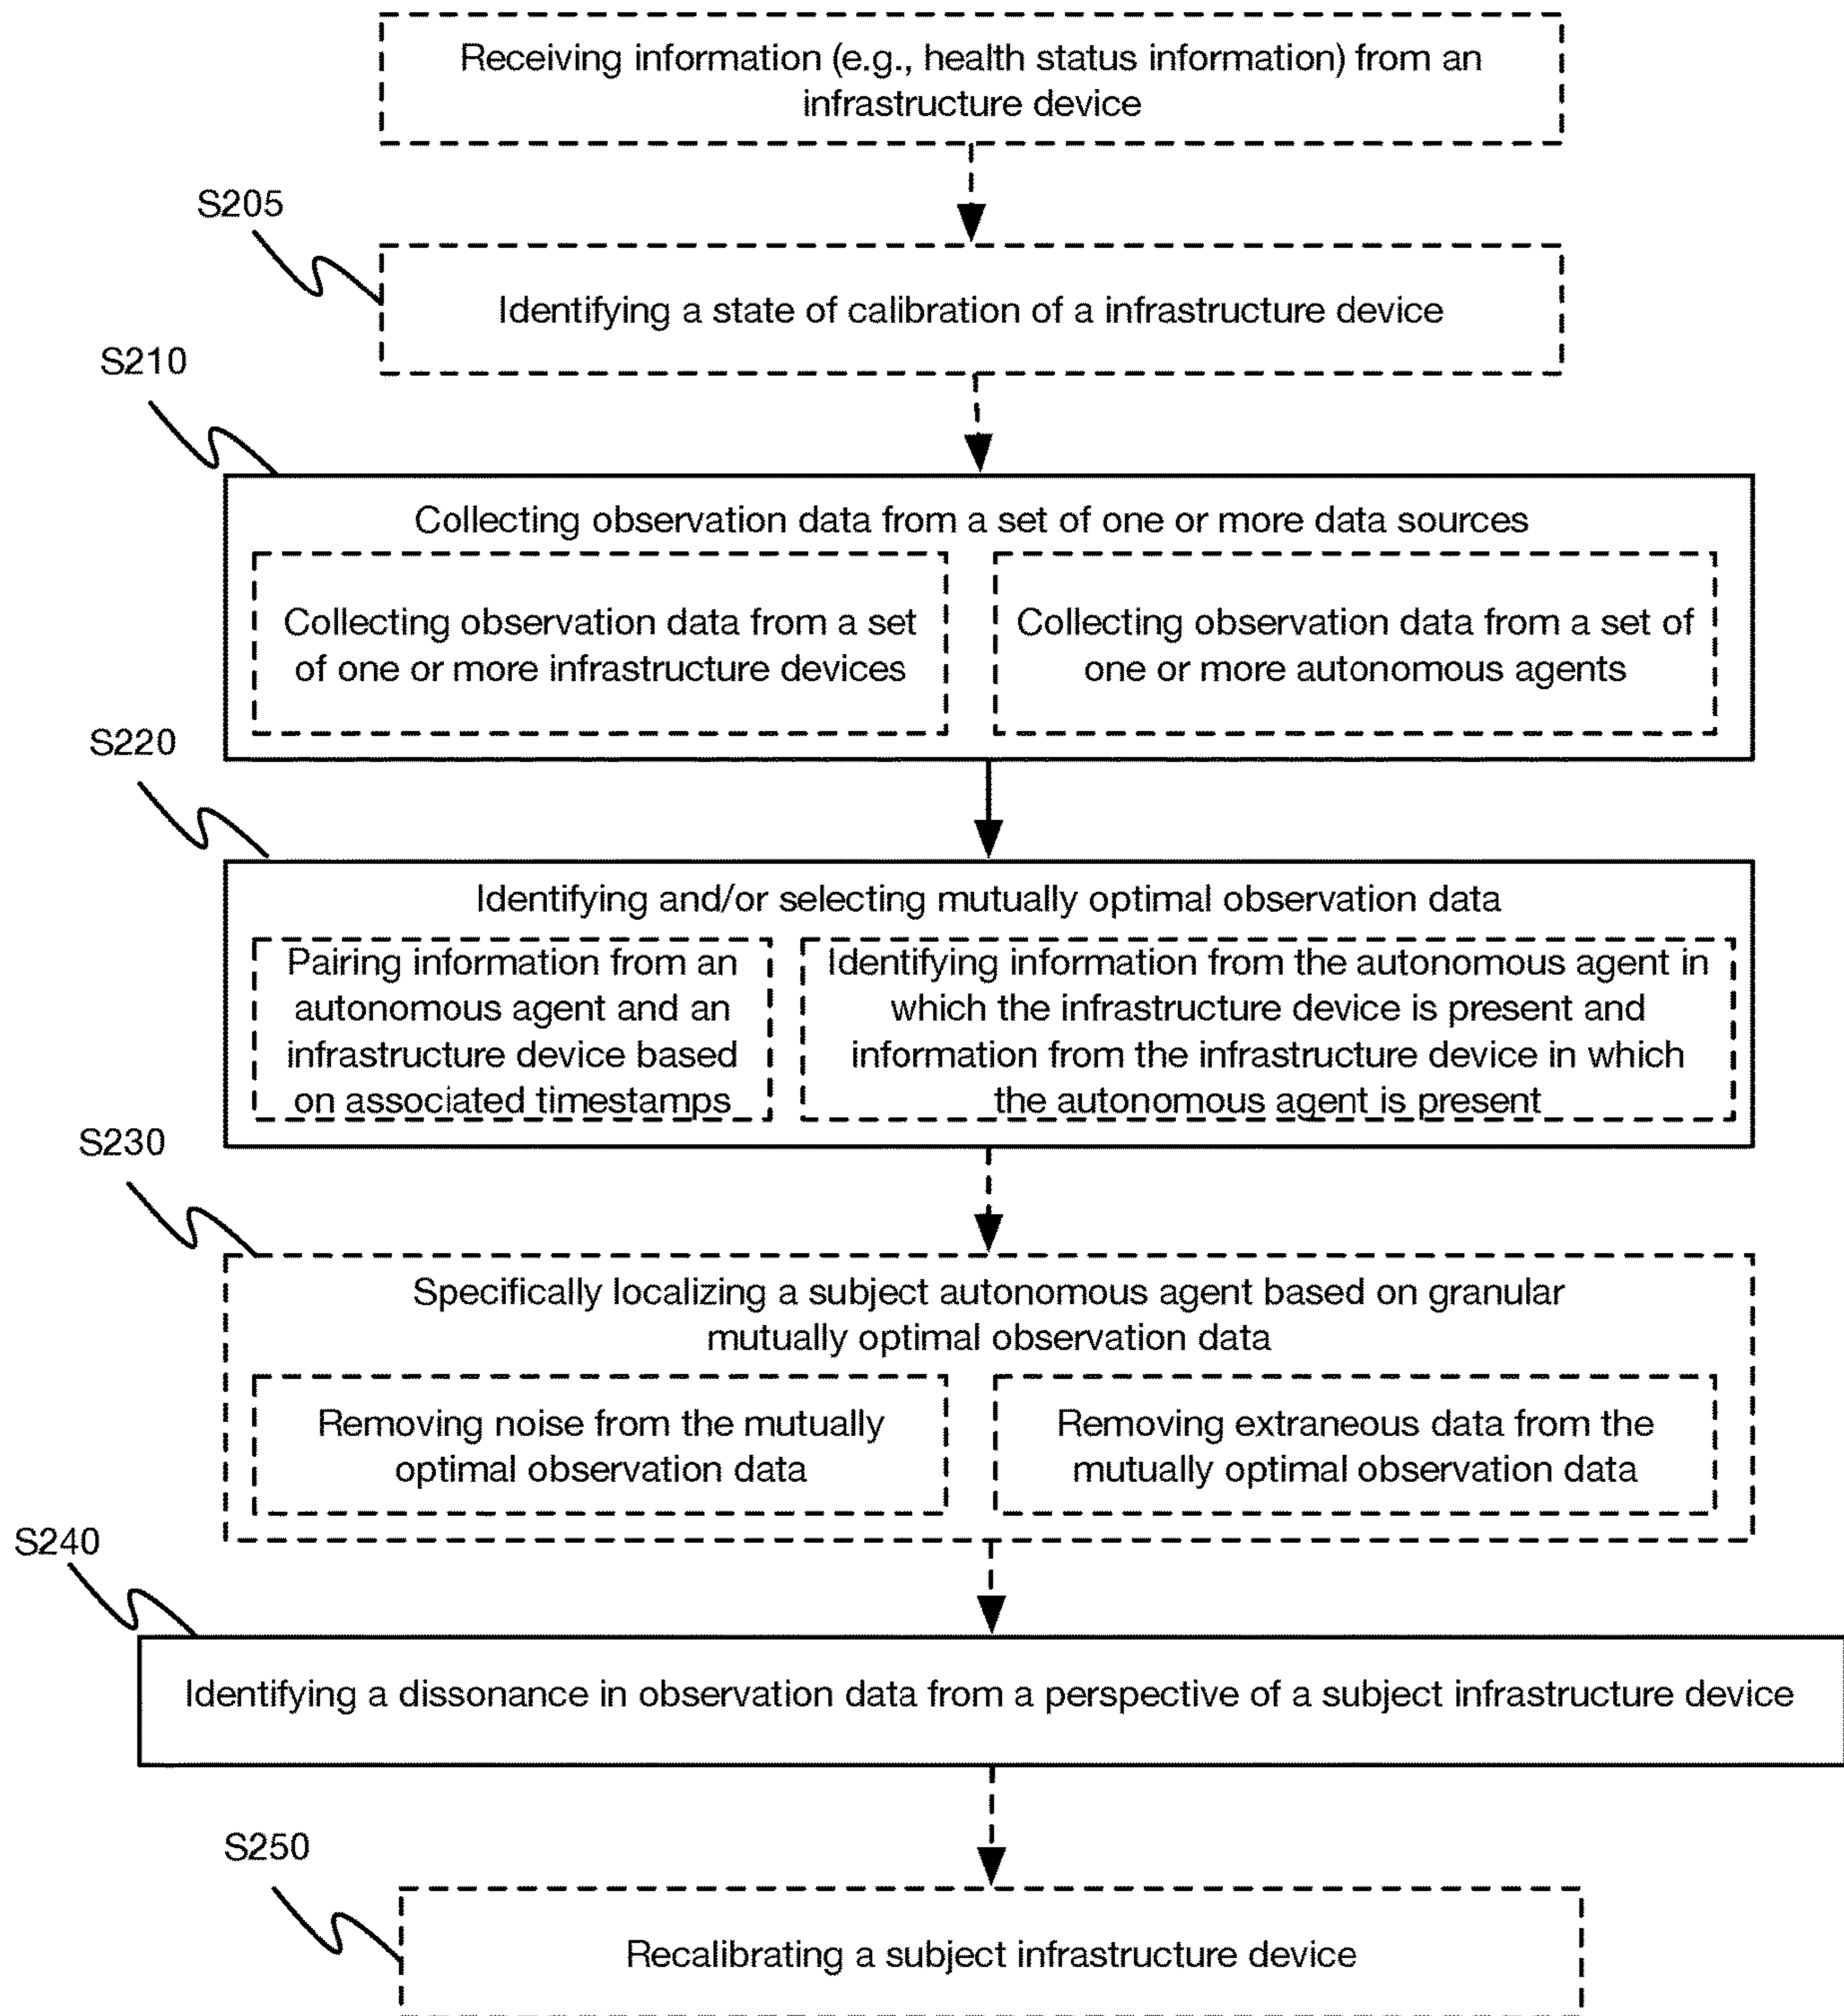 Receiving information (e.g., health status information) from an
infrastructure device
S205
Identifying a state of calibration of a infrastructure device
S210
Collecting observation data from a set of one or more data sources
Collecting observation data from a set
of one or more infrastructure devices
Collecting observation data from a set of
one or more autonomous agents
S220
Identifying and/or selecting mutually optimal observation data
Pairing information from an
autonomous agent and an
infrastructure device based
on associated timestamps
Identifying information from the autonomous agent in
which the infrastructure device is present and
information from the infrastructure device in which
the autonomous agent is present
S230
Specifically localizing a subject autonomous agent based on granular
mutually optimal observation data
Removing noise from the mutually
optimal observation data
Removing extraneous data from the
mutually optimal observation data
S240
Identifying a dissonance in observation data from a perspective of a subject infrastructure device
S250
Recalibrating a subject infrastructure device